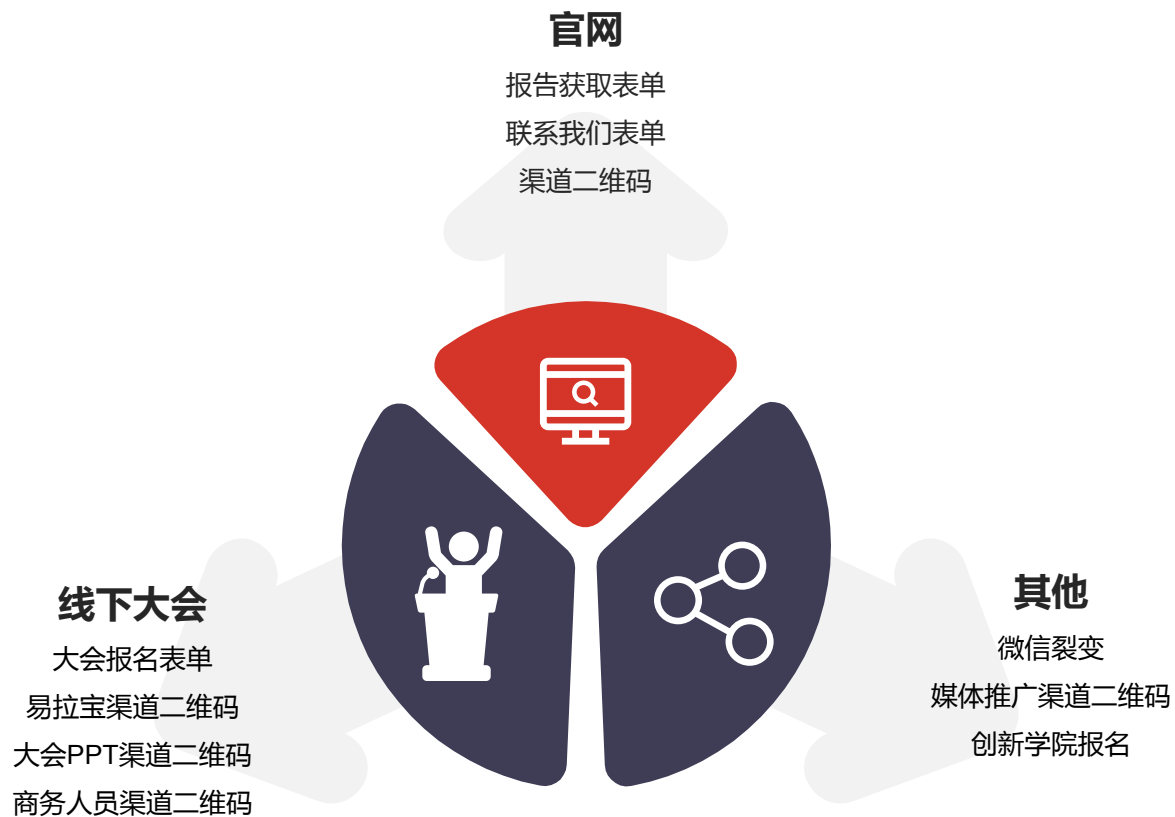 官网
报告获取表单
联系我们表单
渠道二维码
线下大会
大会报名表单
易拉宝渠道二维码
大会PPT渠道二维码
商务人员渠道二维码
其他
微信裂变
媒体推广渠道二维码
创新学院报名